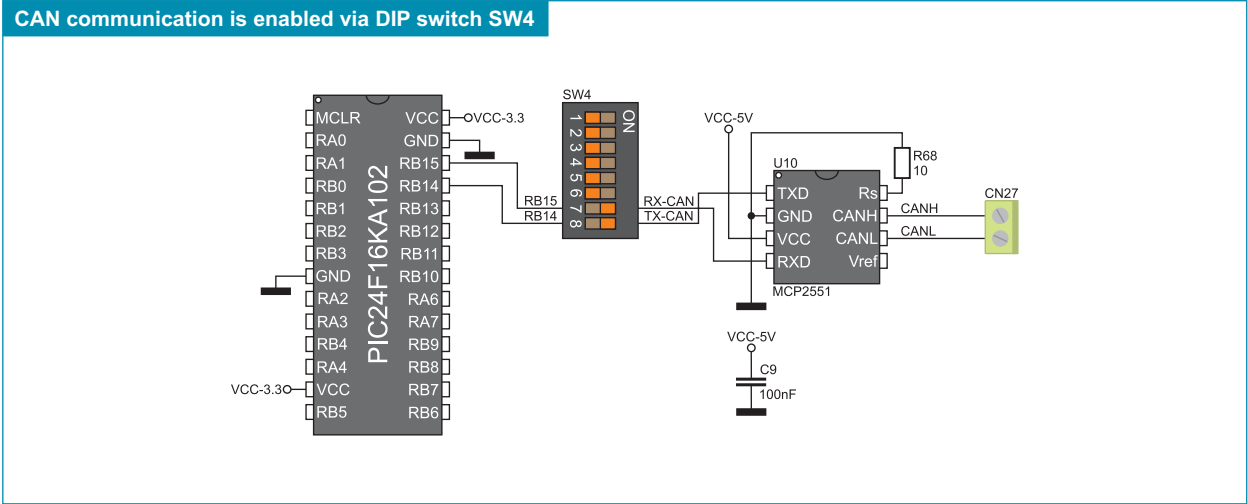 CAN communication is enabled via DIP switch SW4
MCLR
RA0
RA1
RB0
RB1
RB2
RB3
GND
RA2
RA3
RB4
RA4
VCC
RB5
VCC-3.3
PIC24F16KA102
VCC
GND
RB15
RB14
RB13
RB12
RB11
RB10
RA6
RA7
RB9
RB8
RB7
RB6
VCC-3.3
RB15
RB14
SW4
ON
1
2
3
4
5
6
7
8
RX-CAN
TX-CAN
VCC-5V
U10
TXD
GND
VCC
RXD
Rs
CANH
CANL
Vref
MCP2551
R68
10
CANH
CANL
CN27
VCC-5V
C9
100nF